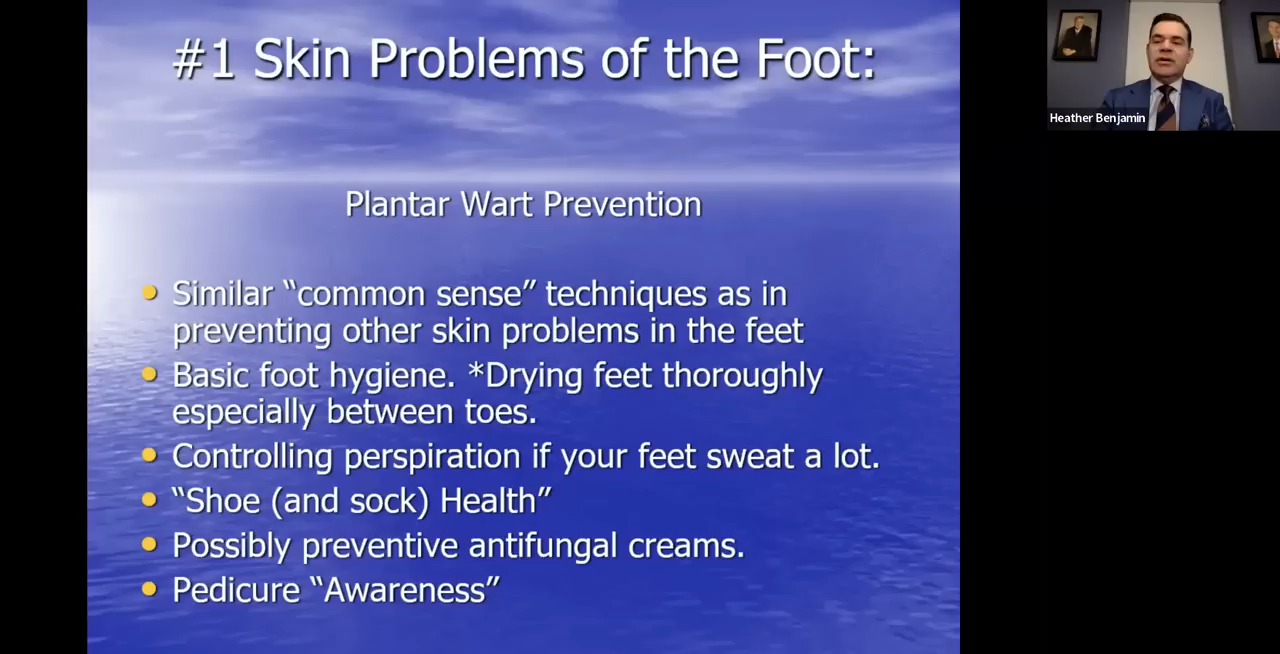 #1 Skin Problems of the Foot:
Plantar Wart Prevention
• Similar “common sense” techniques as in
preventing other skin problems in the feet
• Basic foot hygiene. *Drying feet thoroughly
especially between toes.
• Controlling perspiration if your feet sweat a lot.
• “Shoe (and sock) Health”
• Possibly preventive antifungal creams.
• Pedicure “Awareness”
Heather Benjamin